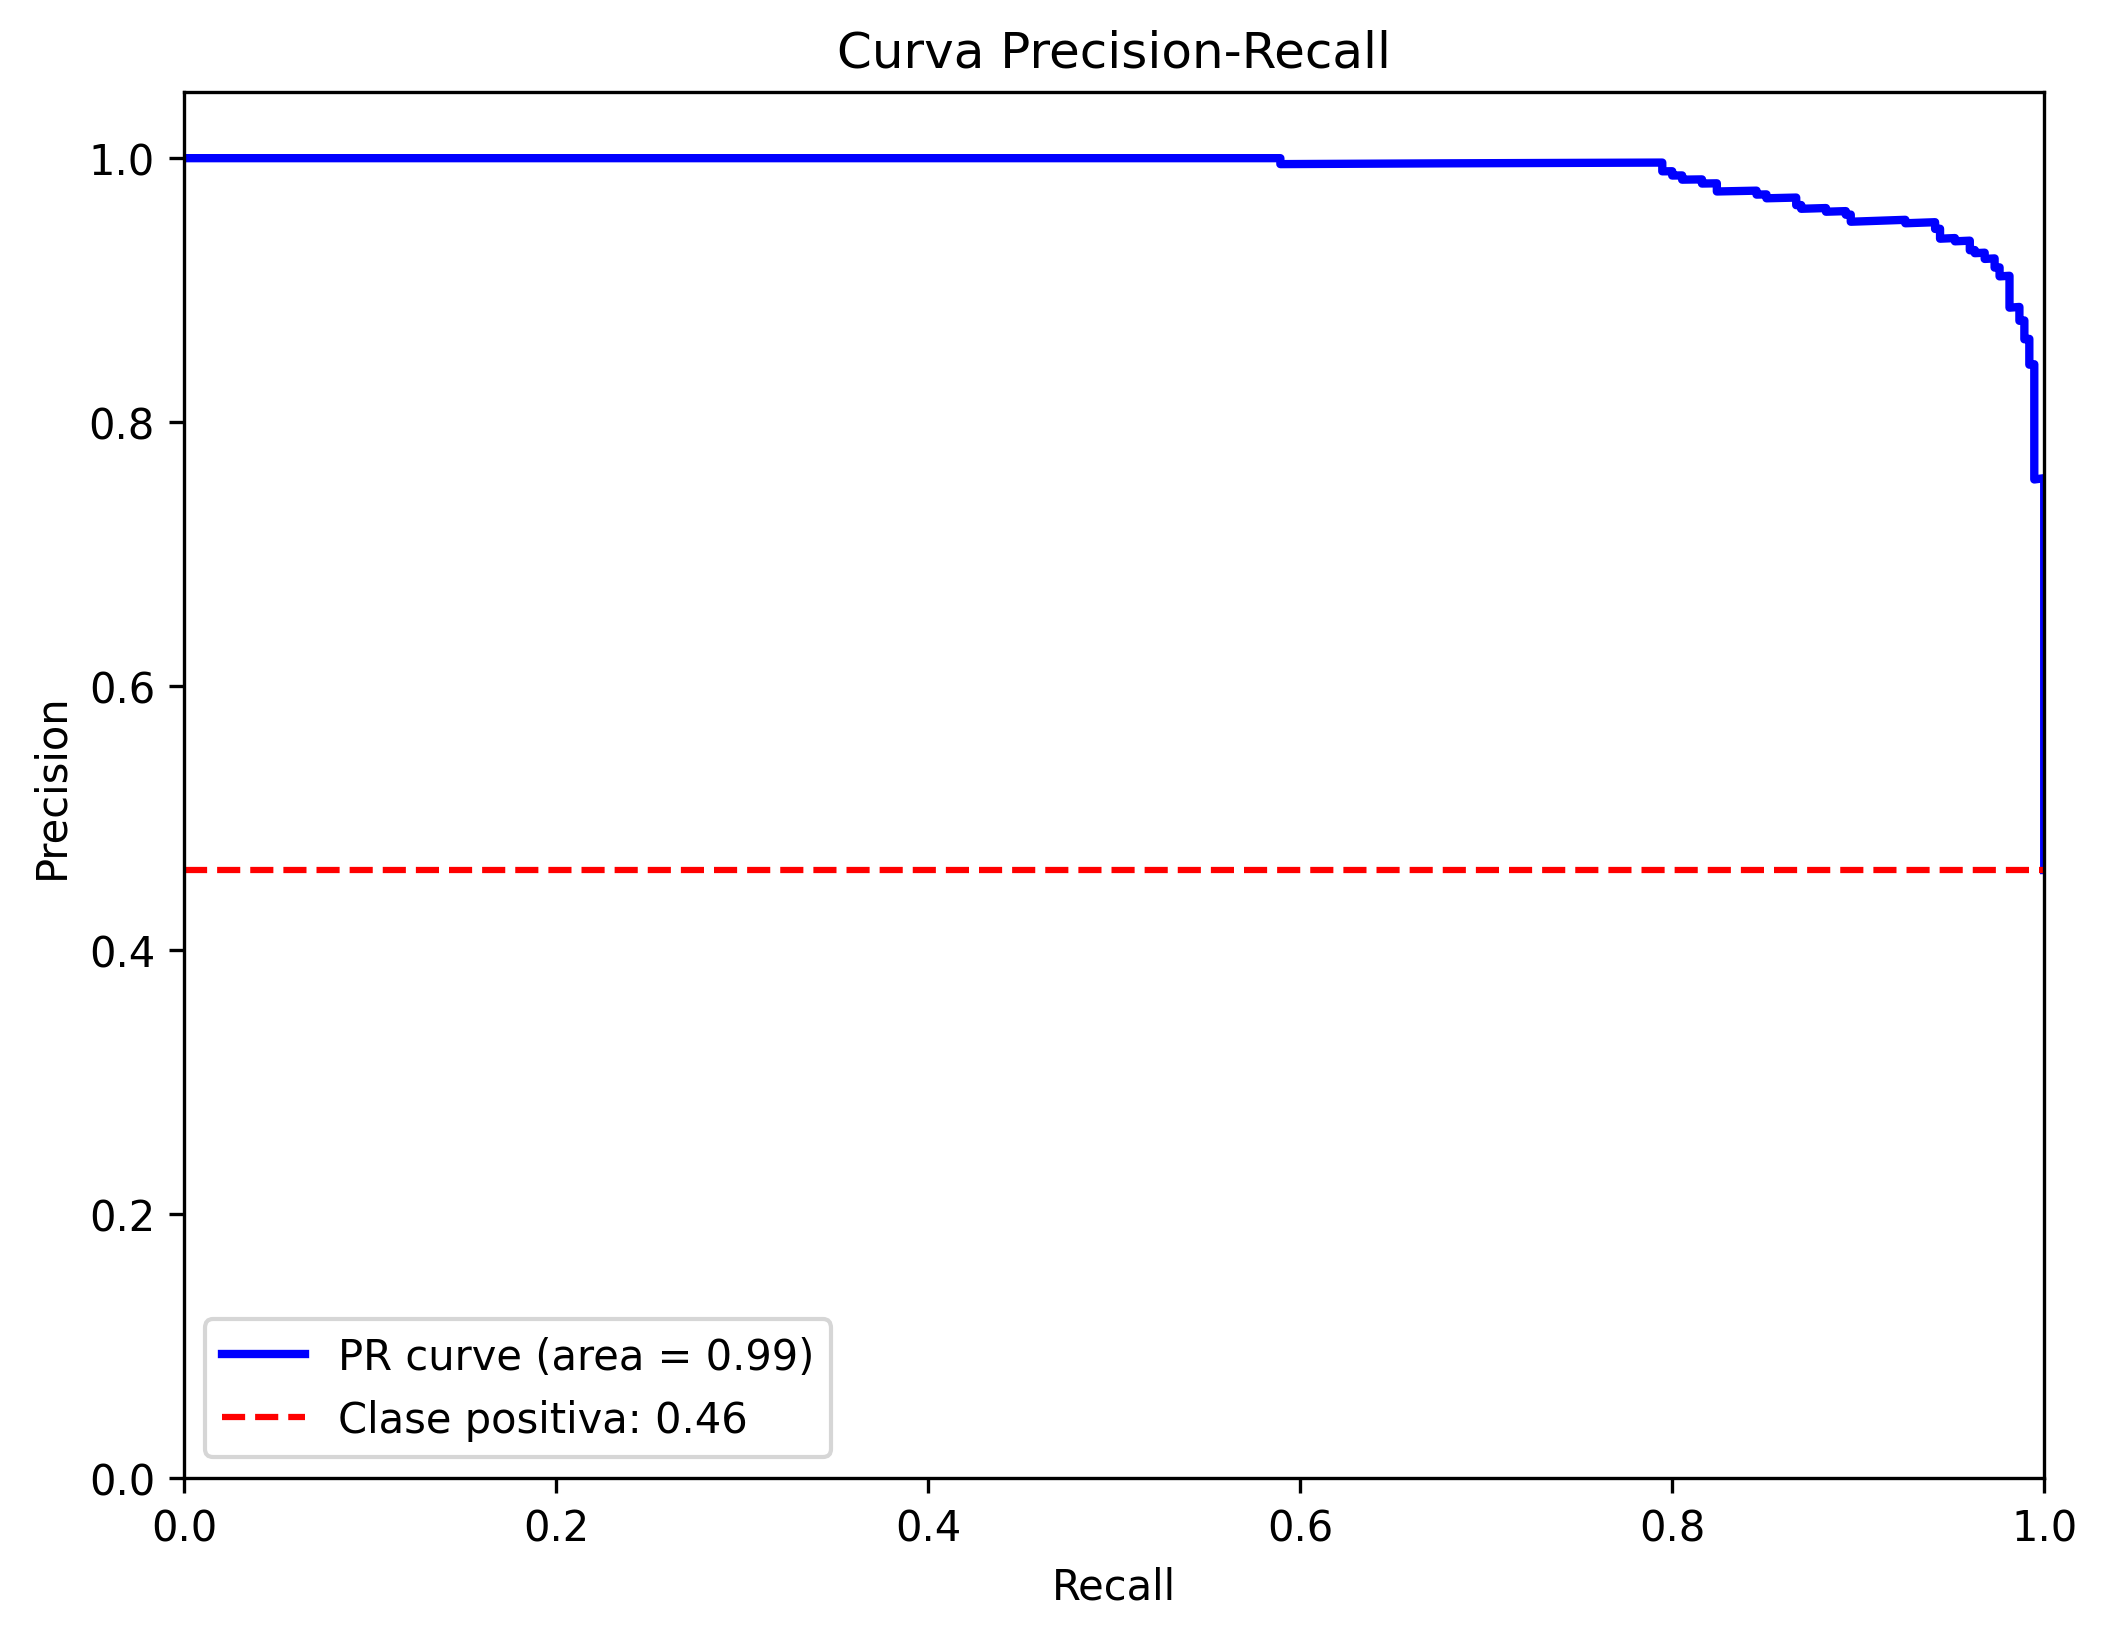 Curva Precision-Recall
1.0
0.8
0.6
0.4
0.2
0.0
Precision
PR curve (area = 0.99)
Clase positiva: 0.46
0.0 0.2 0.4 0.6 0.8 1.0
Recall